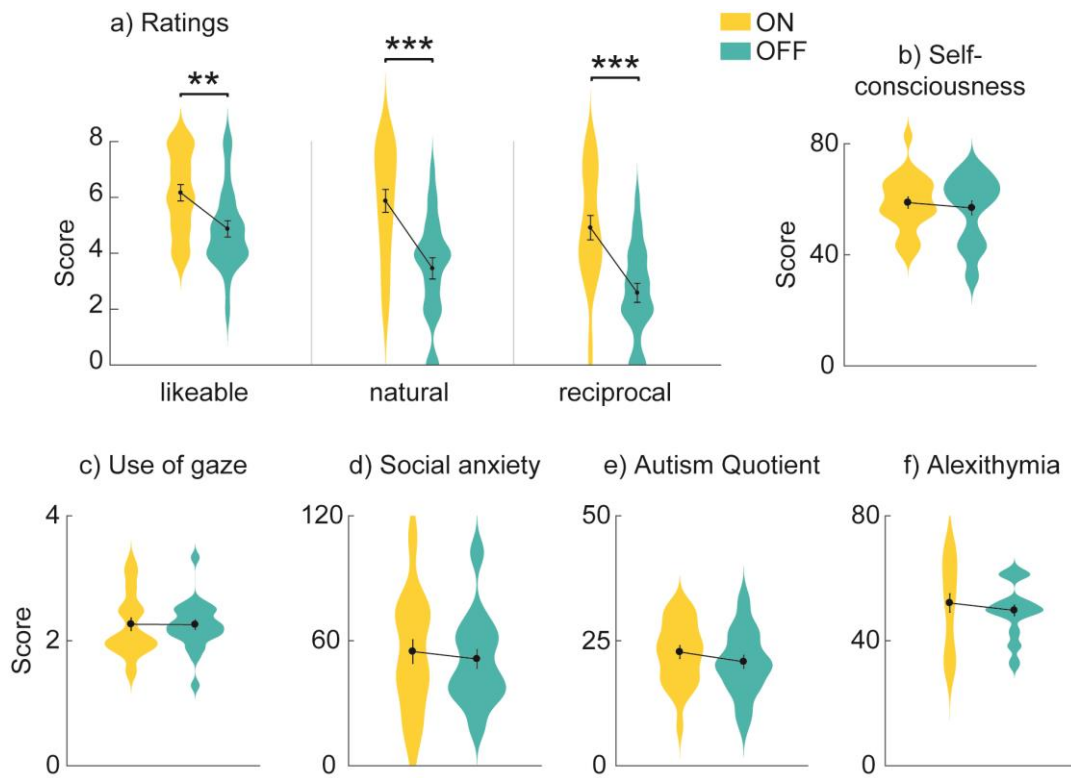 a) Ratings
ON
OFF
b) Self-
consciousness
**
***
***
Score
8
6
4
2
0
likeable
natural
reciprocal
Score
80
40
0
c) Use of gaze
d) Social anxiety
e) Autism Quotient
f) Alexithymia
Score
4
2
0
120
60
0
50
25
0
80
40
0